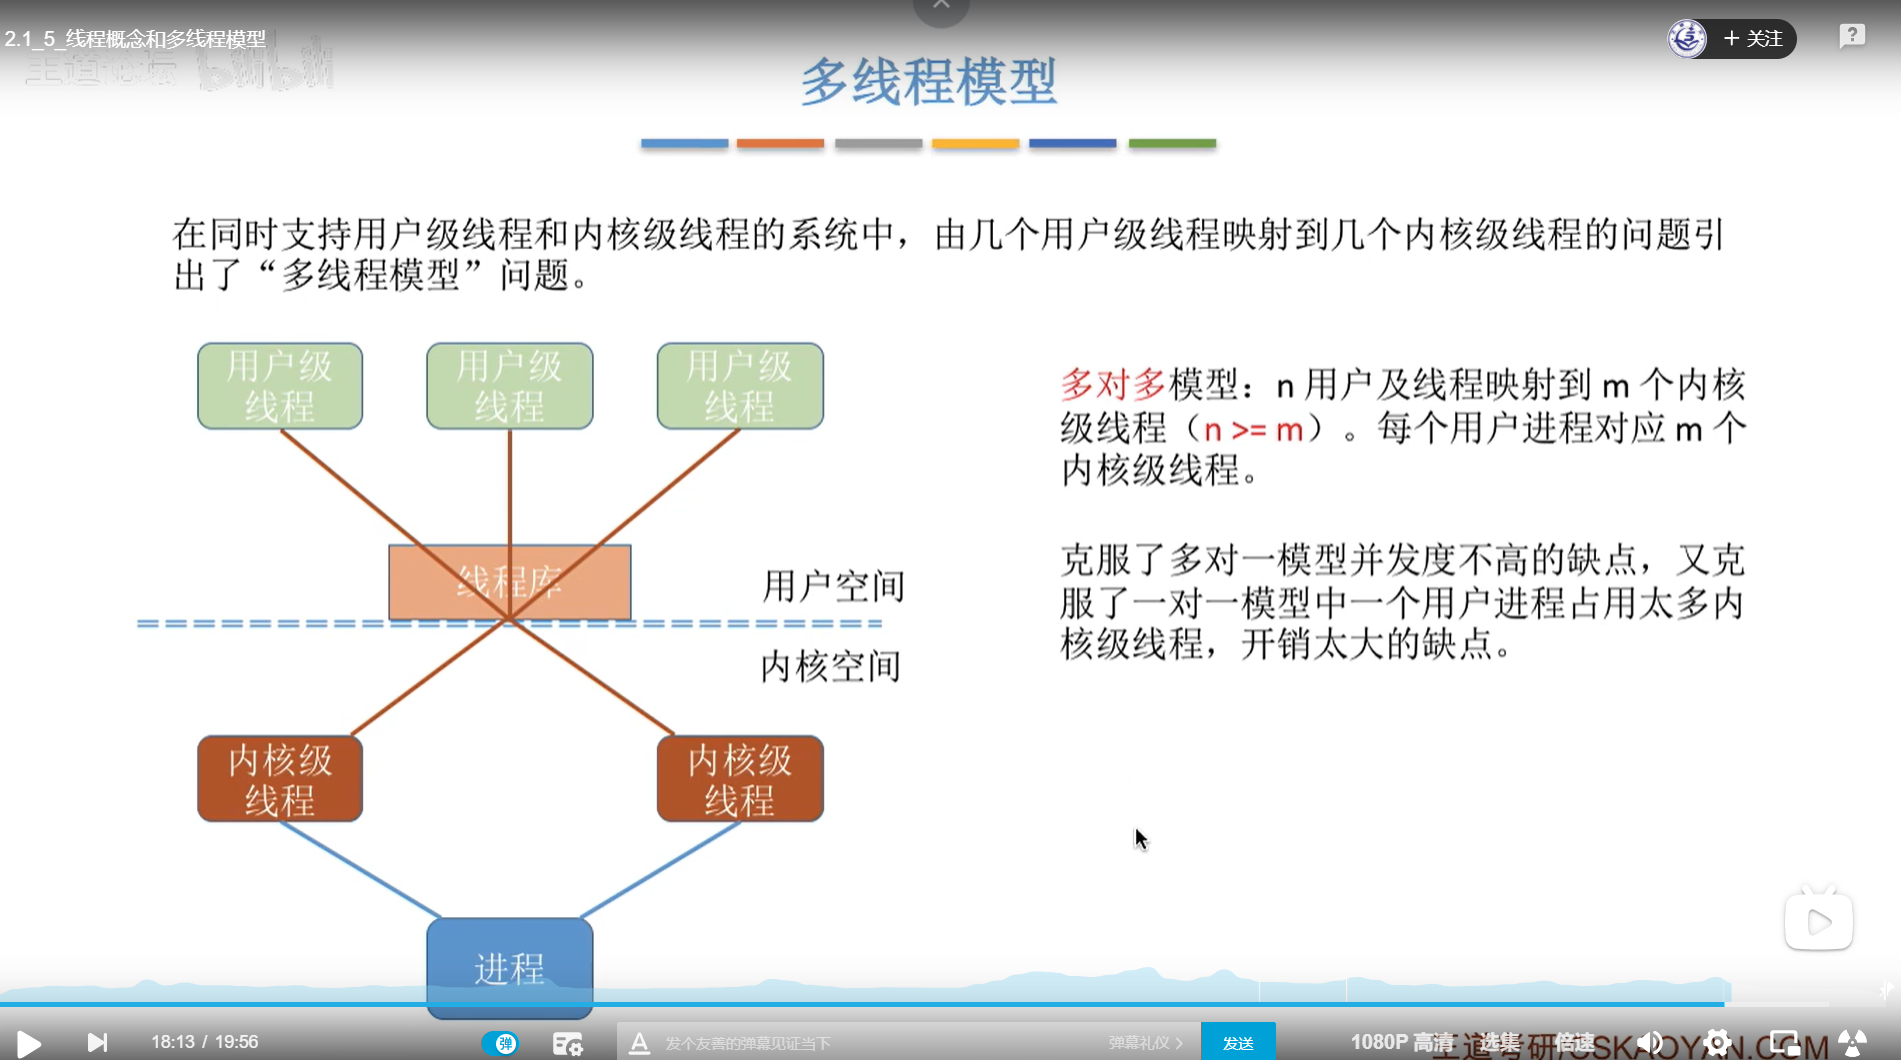 2.1_5_线程概念和多线程模型
+ 关注
?
王道论坛 bilibili
多线程模型
在同时支持用户级线程和内核级线程的系统中，由几个用户级线程映射到几个内核级线程的问题引
出了“多线程模型”问题。
用户级
线程
用户级
线程
用户级
线程
多对多模型：n 用户及线程映射到 m 个内核
级线程（n >= m）。每个用户进程对应 m 个
内核级线程。
克服了多对一模型并发度不高的缺点，又克
服了一对一模型中一个用户进程占用太多内
核级线程，开销太大的缺点。
线程库
用户空间
内核空间
内核级
线程
内核级
线程
进程
18:13 / 19:56
弹
A
发个友善的弹幕见证当下
弹幕礼仪 >
发送
1080P 高清
选集
倍速
王道考研/CSKAOYAN.COM